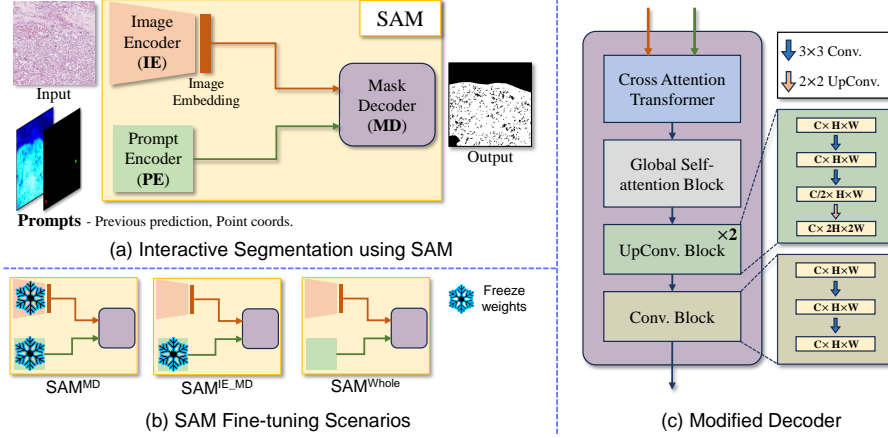 SAM
Image
Encoder
(IE)
Image
Embedding
Input
Mask
Decoder
(MD)
Prompt
Encoder
(PE)
Output
Prompts - Previous prediction, Point coords.
(a) Interactive Segmentation using SAM
Freeze
weights
SAMMD
SAMIE_MD
SAMWhole
(b) SAM Fine-tuning Scenarios
3×3 Conv.
2×2 UpConv.
Cross Attention
Transformer
Global Self-
attention Block
×2
UpConv. Block
Conv. Block
C× H×W
C× H×W
C/2× H×W
C× 2H×2W
C× H×W
C× H×W
C× H×W
(c) Modified Decoder